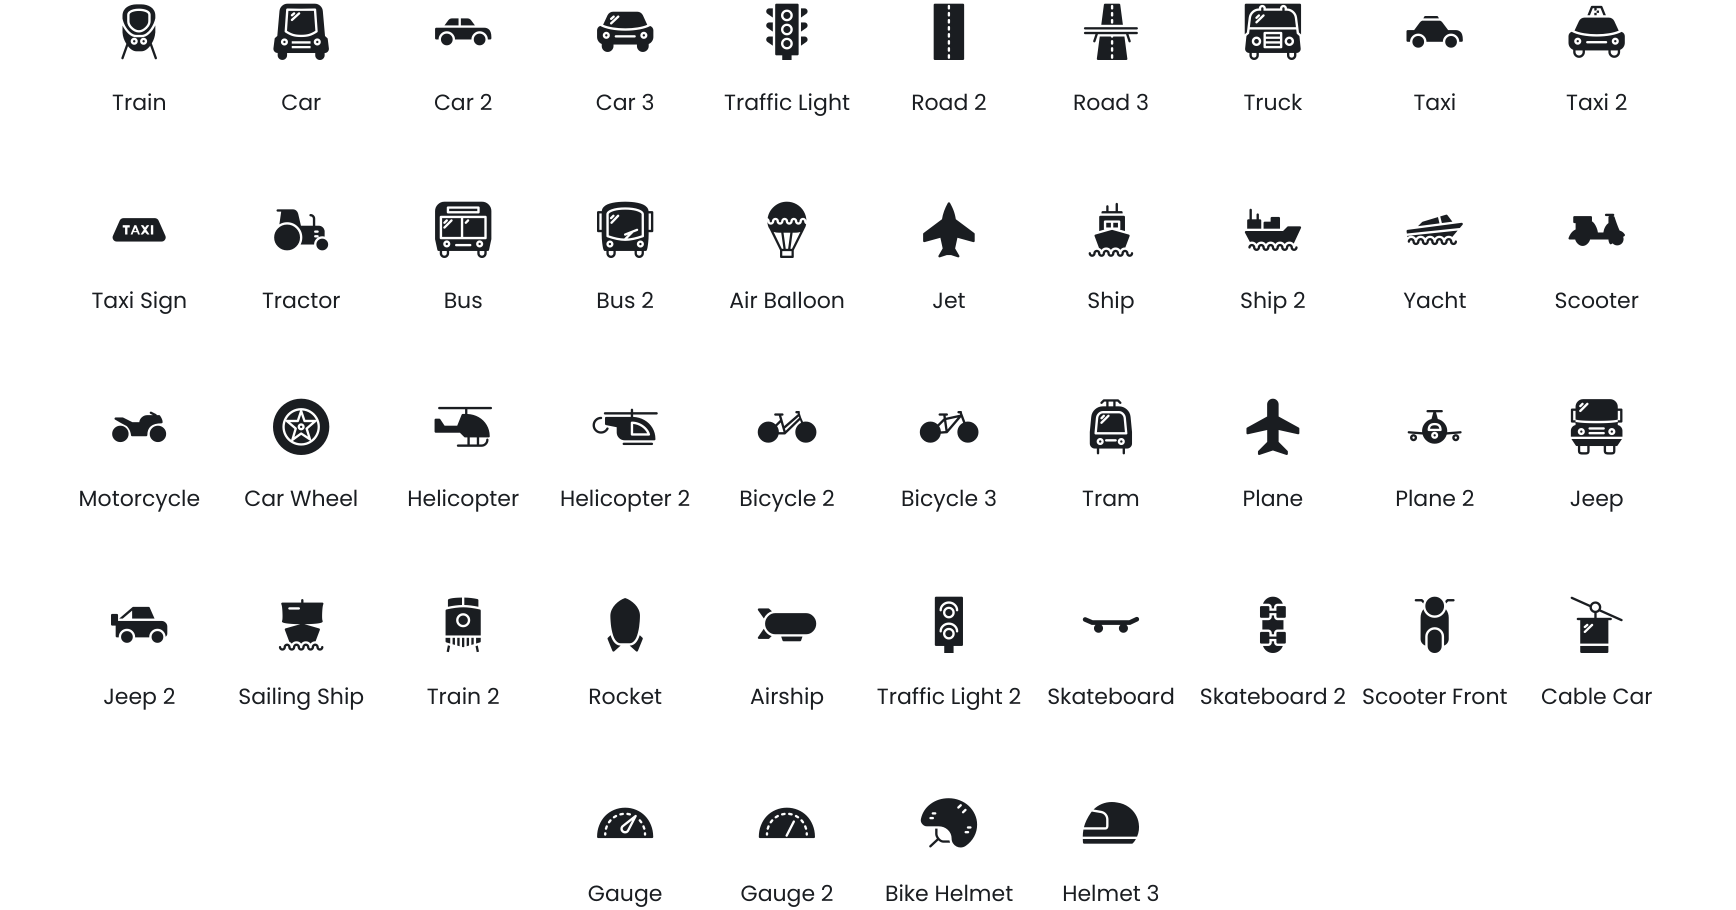 Train Car Car 2 Car 3 Traffic Light Road 2 Road 3 Truck Taxi Taxi 2
TAXI
Taxi Sign Tractor Bus Bus 2 Air Balloon Jet Ship Ship 2 Yacht Scooter
Motorcycle Car Wheel Helicopter Helicopter 2 Bicycle 2 Bicycle 3 Tram Plane Plane 2 Jeep
Jeep 2 Sailing Ship Train 2 Rocket Airship Traffic Light 2 Skateboard Skateboard 2 Scooter Front Cable Car
Gauge Gauge 2 Bike Helmet Helmet 3